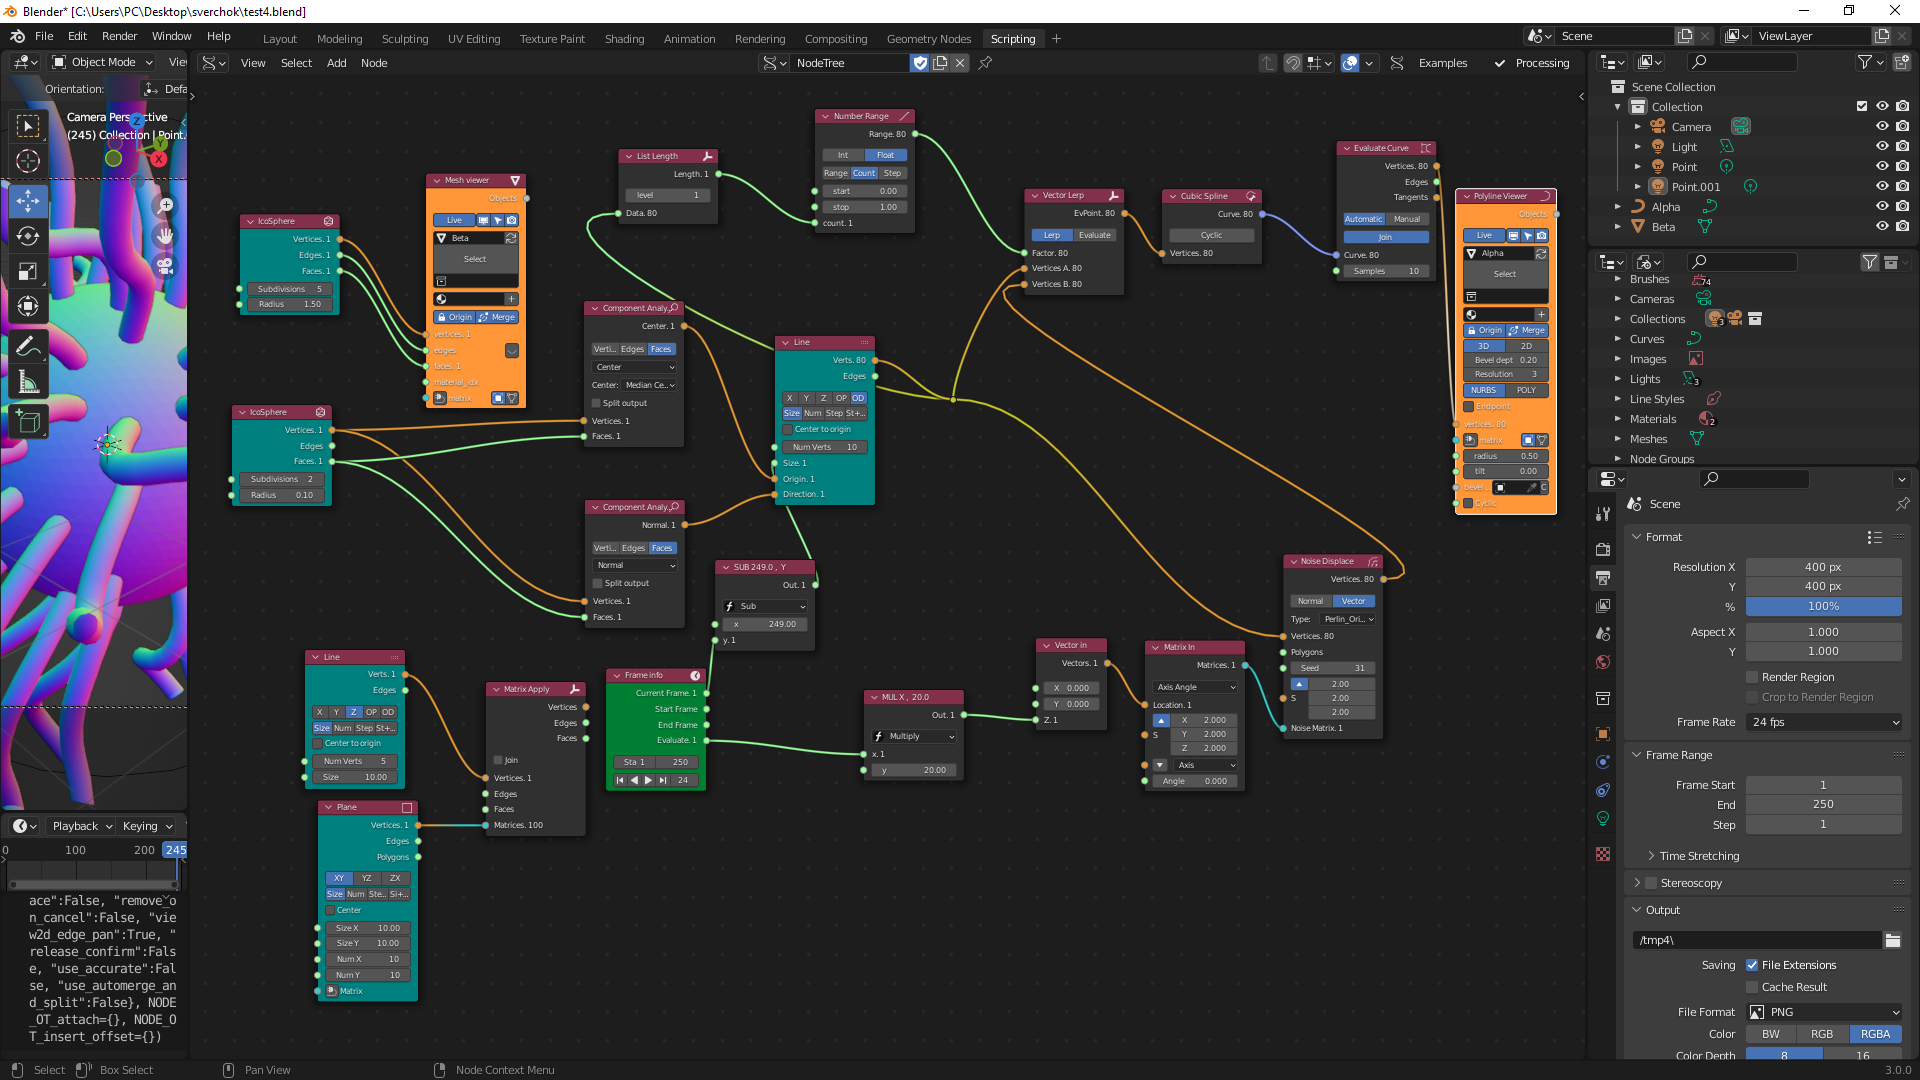 Blender* [C:\Users\PC\Desktop\sverchok\test4.blend]
File Edit Render Window Help Layout Modeling Sculpting UV Editing Texture Paint Shading Animation Rendering Compositing Geometry Nodes Scripting + Scene ViewLayer
Object Mode
View Select Add Node NodeTree Examples Processing
Orientation: Defa
Camera Perspective
(245) Collection | Point.
IcoSphere
Vertices. 1
Edges. 1
Faces. 1
Subdivisions 5
Radius 1.50
Mesh viewer
Objects
Live
Beta
Select
Origin Merge
vertices. 1
edges
faces. 1
material_idx
matrix
IcoSphere
Vertices. 1
Edges
Faces. 1
Subdivisions 2
Radius 0.10
List Length
Length. 1
level 1
Data. 80
Number Range
Range. 80
Int Float
Range Count Step
start 0.00
stop 1.00
count. 1
Component Analy..
Center. 1
Verti... Edges Faces
Center
Center: Median Ce...
Split output
Vertices. 1
Faces. 1
Component Analy..
Normal. 1
Verti... Edges Faces
Normal
Split output
Vertices. 1
Faces. 1
Line
Verts. 80
Edges
X Y Z OP OD
Size Num Step St+...
Center to origin
Num Verts 10
Size. 1
Origin. 1
Direction. 1
SUB 249.0 , Y
Out. 1
Sub
x 249.00
y. 1
Vector Lerp
EvPoint. 80
Lerp Evaluate
Factor. 80
Vertices A. 80
Vertices B. 80
Cubic Spline
Curve. 80
Cyclic
Vertices. 80
Evaluate Curve
Vertices. 80
Edges
Tangents
Automatic Manual
Join
Curve. 80
Samples 10
Polyline Viewer
Objects
Live
Alpha
Select
Origin Merge
3D 2D
Bevel dept 0.20
Resolution 3
NURBS POLY
Endpoint
vertices. 80
matrix
radius 0.50
tilt 0.00
bevel
Cyclic
Line
Verts. 1
Edges
X Y Z OP OD
Size Num Step St+...
Center to origin
Num Verts 5
Size 10.00
Plane
Vertices. 1
Edges
Polygons
XY YZ ZX
Size Num Ste... Si+...
Center
Size X 10.00
Size Y 10.00
Num X 10
Num Y 10
Matrix
Matrix Apply
Vertices
Edges
Faces
Join
Vertices. 1
Edges
Faces
Matrices. 100
Frame info
Current Frame. 1
Start Frame
End Frame
Evaluate. 1
Sta 1 250
24
MUL X , 20.0
Out. 1
Multiply
x. 1
y 20.00
Vector in
Vectors. 1
X 0.000
Y 0.000
Z. 1
Matrix In
Matrices. 1
Axis Angle
Location. 1
X 2.000
S Y 2.000
Z 2.000
Axis
Angle 0.000
Noise Displace
Vertices. 80
Normal Vector
Type: Perlin_Ori...
Vertices. 80
Polygons
Seed 31
2.00
S 2.00
2.00
Noise Matrix. 1
Playback Keying
0 100 200 245
ace":False, "remove_o
n_cancel":False, "vie
w2d_edge_pan":True, "
release_confirm":Fals
e, "use_accurate":Fal
se, "use_automerge_an
d_split":False}, NODE
_OT_attach={}, NODE_O
T_insert_offset={})
Scene Collection
Collection
Camera
Light
Point
Point.001
Alpha
Beta
Brushes 74
Cameras
Collections 3
Curves
Images
Lights 3
Line Styles
Materials 2
Meshes
Node Groups
Scene
Format
Resolution X 400 px
Y 400 px
% 100%
Aspect X 1.000
Y 1.000
Render Region
Crop to Render Region
Frame Rate 24 fps
Frame Range
Frame Start 1
End 250
Step 1
Time Stretching
Stereoscopy
Output
/tmp4\
Saving File Extensions
Cache Result
File Format PNG
Color BW RGB RGBA
Color Depth 8 16
Select Box Select Pan View Node Context Menu 3.0.0